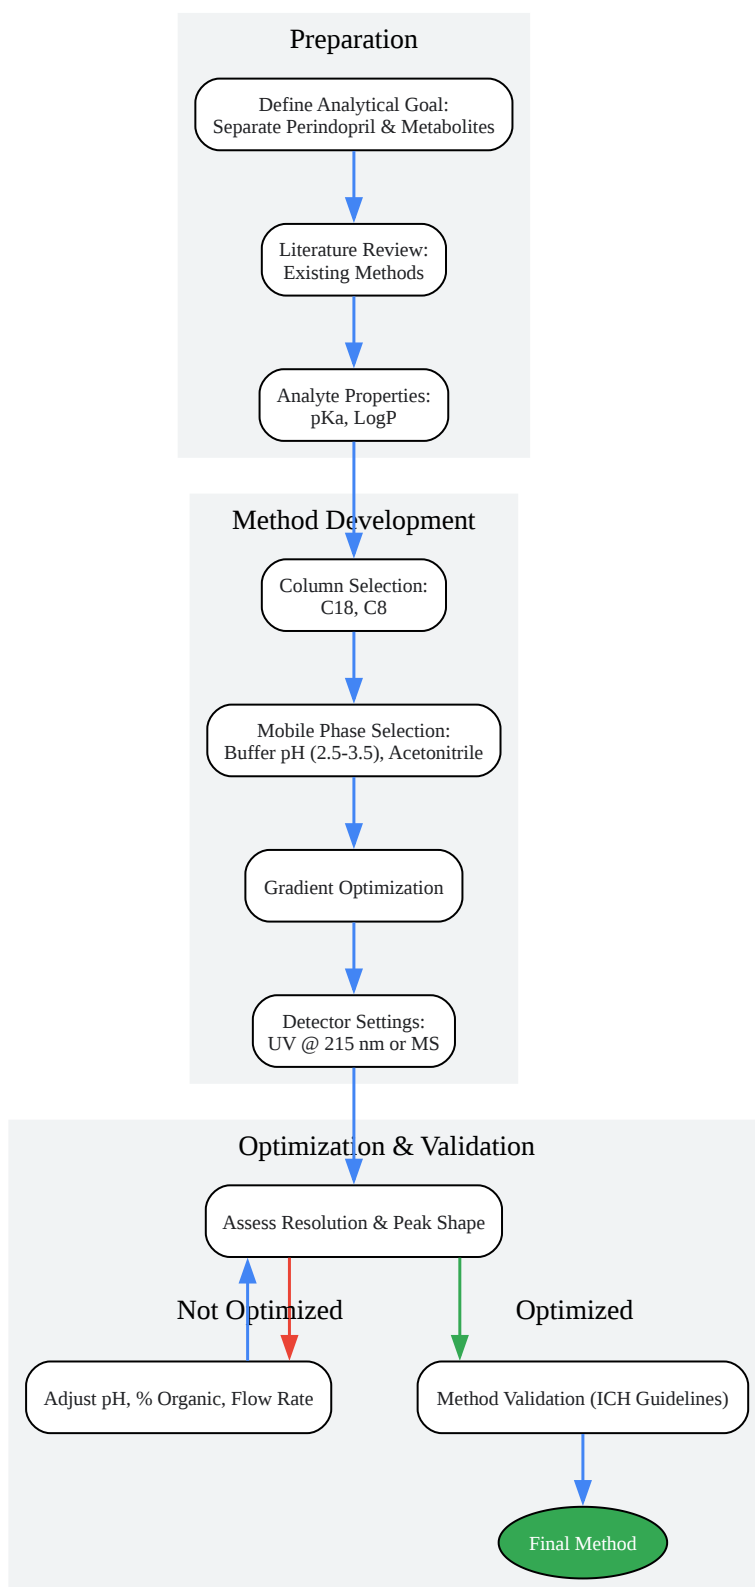 Preparation
Define Analytical Goal:
Separate Perindopril & Metabolites
Literature Review:
Existing Methods
Analyte Properties:
pKa, LogP
Method Development
Column Selection:
C18, C8
Mobile Phase Selection:
Buffer pH (2.5-3.5), Acetonitrile
Gradient Optimization
Detector Settings:
UV @ 215 nm or MS
Optimization & Validation
Assess Resolution & Peak Shape
Not Optimized
Optimized
Adjust pH, % Organic, Flow Rate
Method Validation (ICH Guidelines)
Final Method